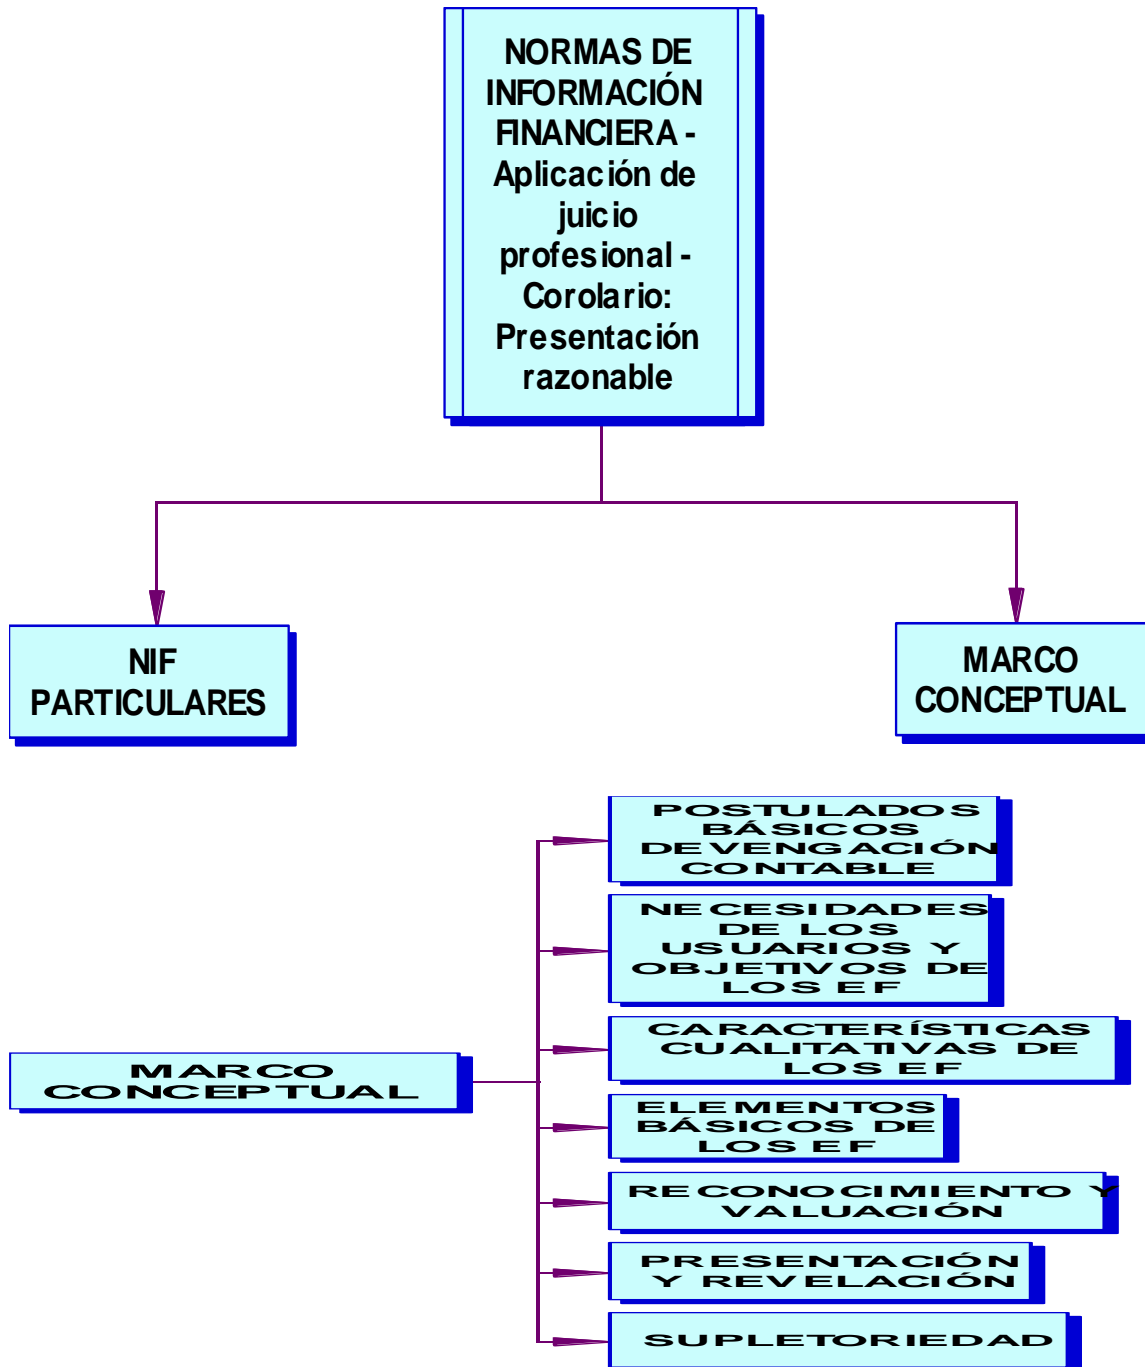 NORMAS DE
INFORMACIÓN
FINANCIERA -
Aplicación de
juicio
profesional -
Corolario:
Presentación
razonable
NIF
PARTICULARES
MARCO
CONCEPTUAL
MARCO
CONCEPTUAL
POSTULADOS
BÁSICOS
DEVENGACIÓN
CONTABLE
NECESIDADES
DE LOS
USUARIOS Y
OBJETIVOS DE
LOS EF
CARACTERÍSTICAS
CUALITATIVAS DE
LOS EF
ELEMENTOS
BÁSICOS DE
LOS EF
RECONOCIMIENTO Y
VALUACIÓN
PRESENTACIÓN
Y REVELACIÓN
SUPLETORIEDAD